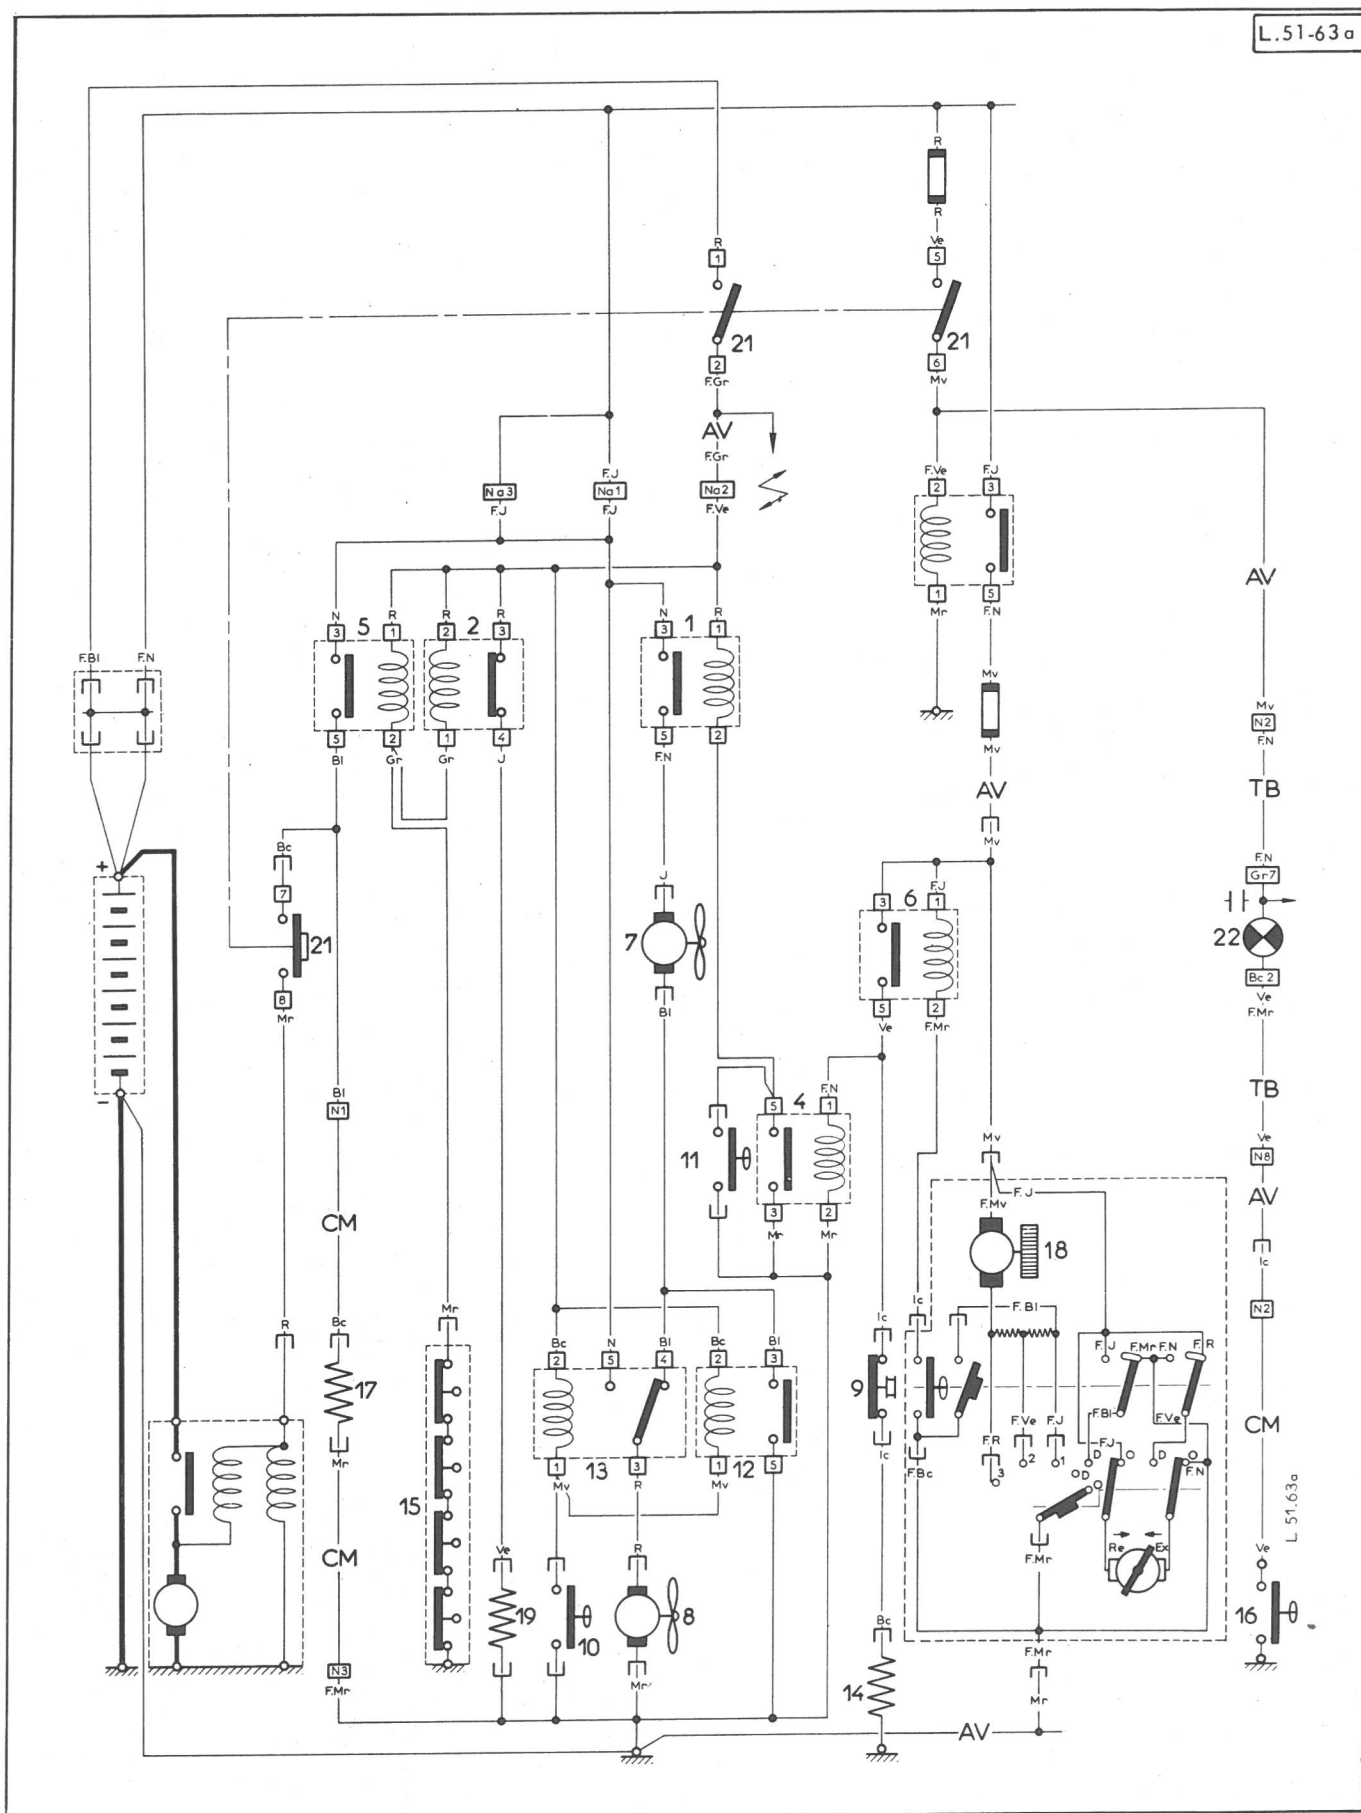 L.51-63a
R
R
R
Ve
1
5
21
21
2
6
F.Gr
Mv
AV
F.Gr
F.J
Na3
Na1
Na2
F.J
F.J
F.Ve
F.Ve
F.J
2
3
1
5
Mr
F.N
AV
N
R
R
R
N
R
3
5
1
2
2
3
3
1
1
5
2
1
4
5
2
Bl
Gr
Gr
J
F.N
F.Bl
F.N
Mv
Mv
AV
Mv
Mv
N2
F.N
TB
+
-
Bc
7
21
8
Mr
J
7
Bl
F.J
3
6
1
5
2
Ve
F.Mr
F.N
Gr7
22
Bc2
Ve
F.Mr
TB
Bl
N1
F.N
5
4
1
11
3
2
Mr
Mr
Mv
Ve
N8
AV
Ic
N2
CM
F.J
F.Mv
18
Mr
R
Bc
Bc
N
Bl
Bc
Bl
2
5
4
2
3
Ic
Ic
F.Bl
F.J
F.Mr
F.N
F.R
17
9
F.Bl
F.Ve
CM
Mr
1
13
3
1
12
5
Mv
R
Mv
Ic
F.Bc
F.R
F.Ve
F.J
3
2
1
F.J
D
O
D
O
F.N
O
D
O
15
CM
Ve
R
19
10
8
Mr
F.Mr
Re
Ex
L 51.63a
Ve
16
N3
F.Mr
Bc
14
F.Mr
Mr
AV